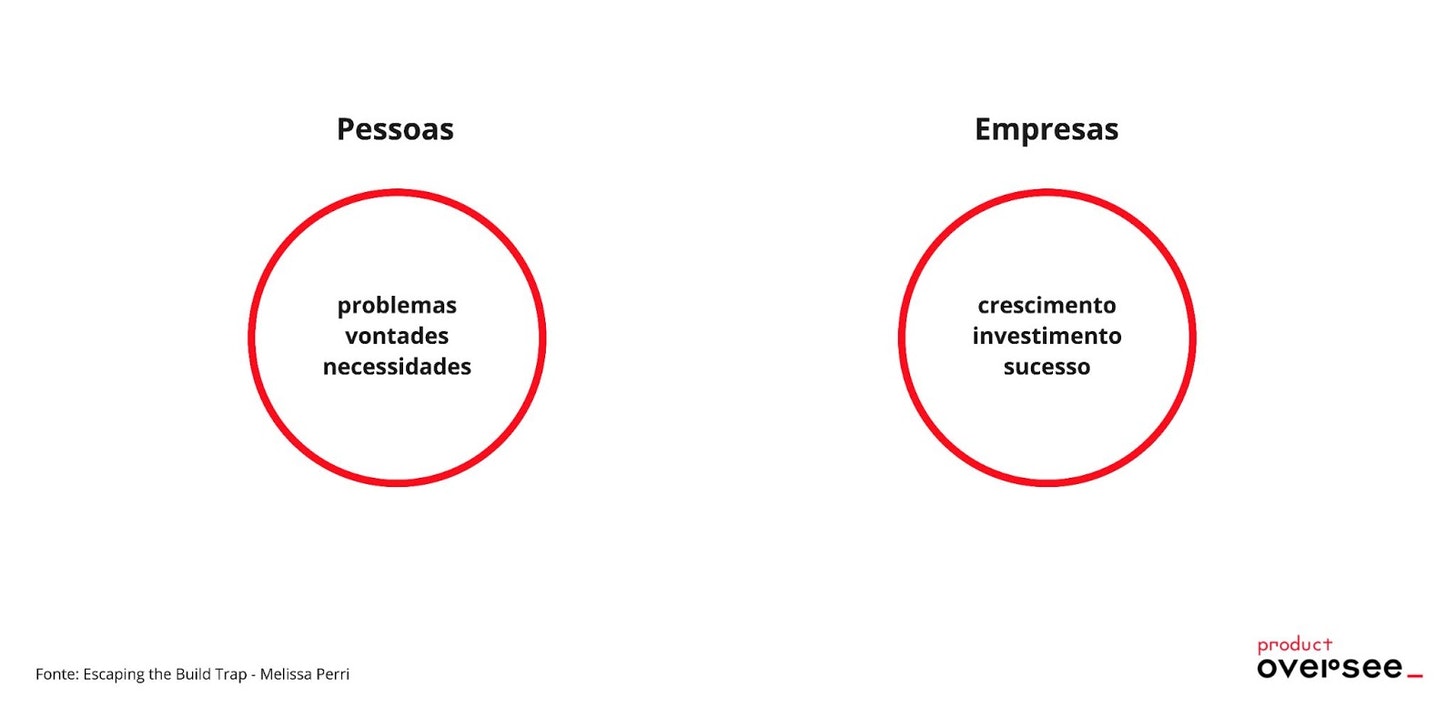 Pessoas
problemas
vontades
necessidades
Empresas
crescimento
investimento
sucesso
Fonte: Escaping the Build Trap - Melissa Perri
product
oversee_